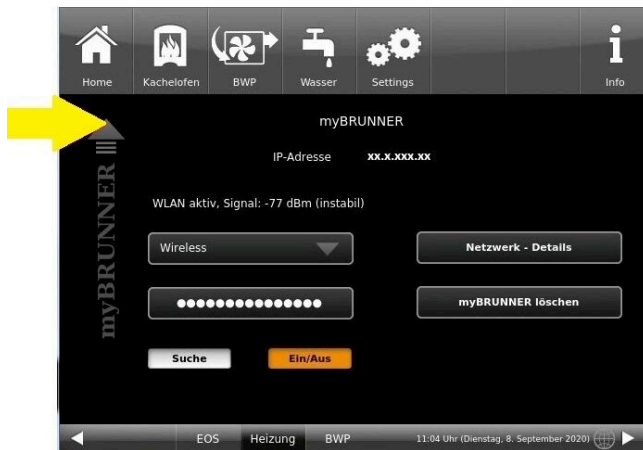 Home Kachelofen BWP Wasser Settings Info
myBRUNNER
myBRUNNER
IP-Adresse xx.x.xxx.xx
WLAN aktiv, Signal: -77 dBm (instabil)
Wireless Netzwerk - Details
myBRUNNER löschen
Suche Ein/Aus
EOS Heizung BWP 11:04 Uhr (Dienstag, 8. September 2020)